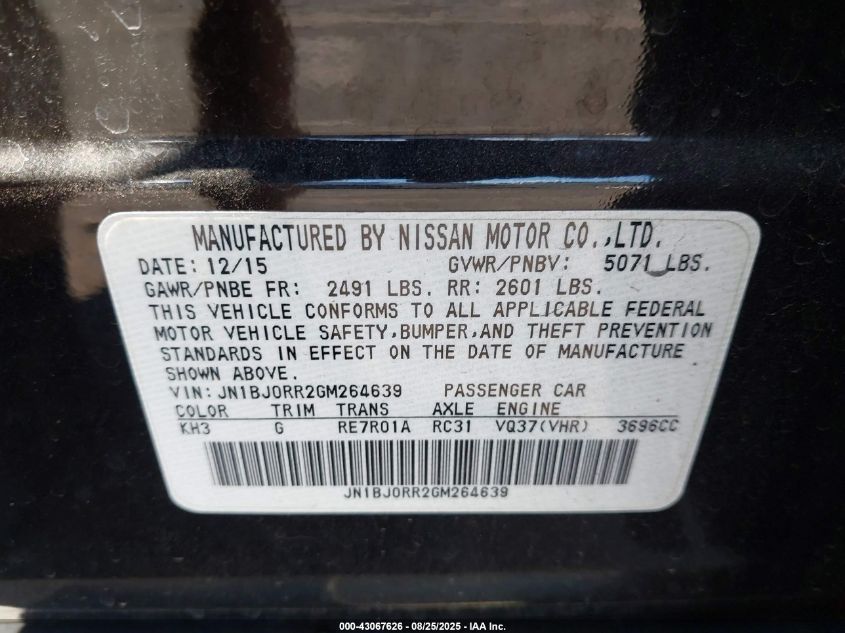 MANUFACTURED BY NISSAN MOTOR CO.,LTD.
DATE: 12/15 GVWR/PNBV: 5071 LBS.
GAWR/PNBE FR: 2491 LBS. RR: 2601 LBS.
THIS VEHICLE CONFORMS TO ALL APPLICABLE FEDERAL
MOTOR VEHICLE SAFETY,BUMPER,AND THEFT PREVENTION
STANDARDS IN EFFECT ON THE DATE OF MANUFACTURE
SHOWN ABOVE.
VIN: JN1BJ0RR2GM264639 PASSENGER CAR
COLOR TRIM TRANS AXLE ENGINE
KH3 G RE7R01A RC31 VQ37(VHR) 3696CC
JN1BJ0RR2GM264639
000-43067626 - 08/25/2025 - IAA Inc.